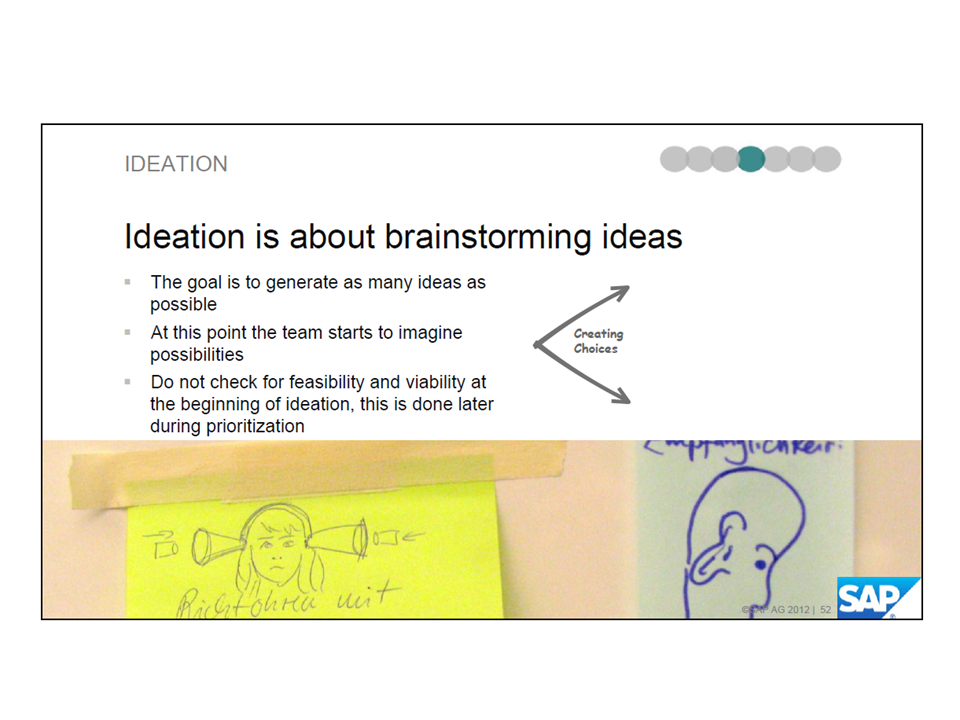 IDEATION
Ideation is about brainstorming ideas
▪ The goal is to generate as many ideas as
possible
▪ At this point the team starts to imagine
possibilities
▪ Do not check for feasibility and viability at
the beginning of ideation, this is done later
during prioritization
Creating
Choices
Empfänglichkeit.
Richtohren mit
©SAP AG 2012 | 52
SAP